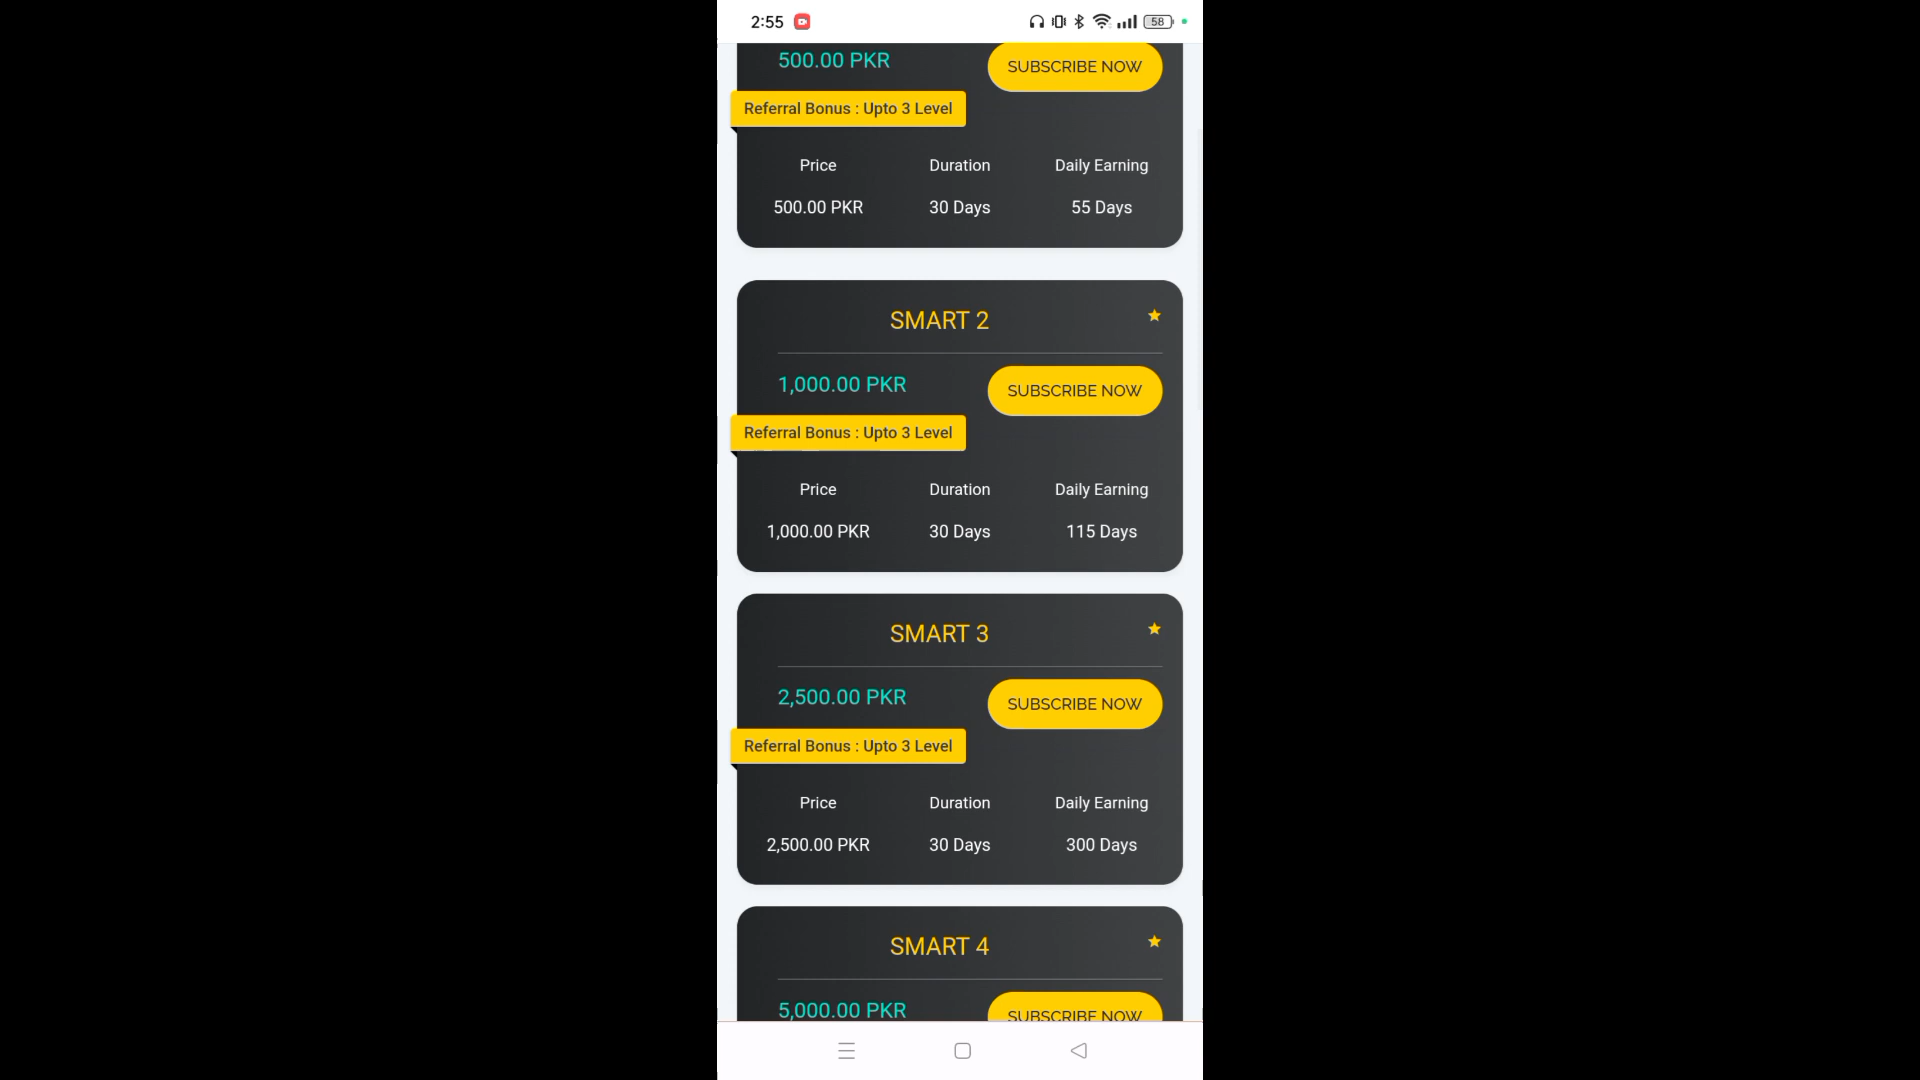 2:55
58
500.00 PKR
SUBSCRIBE NOW
Referral Bonus : Upto 3 Level
Price Duration Daily Earning
500.00 PKR 30 Days 55 Days
SMART 2
1,000.00 PKR
SUBSCRIBE NOW
Referral Bonus : Upto 3 Level
Price Duration Daily Earning
1,000.00 PKR 30 Days 115 Days
SMART 3
2,500.00 PKR
SUBSCRIBE NOW
Referral Bonus : Upto 3 Level
Price Duration Daily Earning
2,500.00 PKR 30 Days 300 Days
SMART 4
5,000.00 PKR
SUBSCRIBE NOW